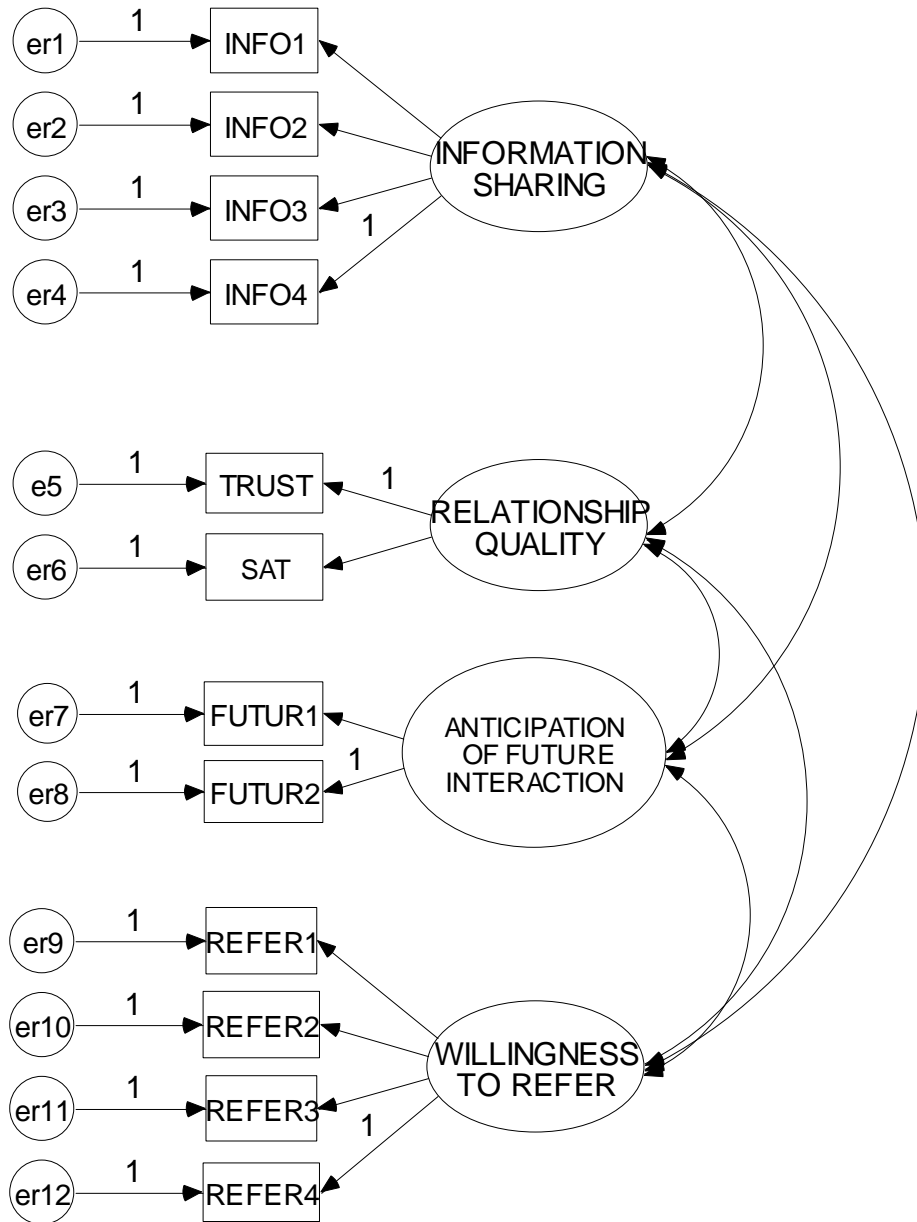 er1 1 INFO1
er2 1 INFO2
er3 1 INFO3
er4 1 INFO4
1
INFORMATION
SHARING
e5 1 TRUST
er6 1 SAT
1
RELATIONSHIP
QUALITY
er7 1 FUTUR1
er8 1 FUTUR2
1
ANTICIPATION
OF FUTURE
INTERACTION
er9 1 REFER1
er10 1 REFER2
er11 1 REFER3
er12 1 REFER4
1
WILLINGNESS
TO REFER